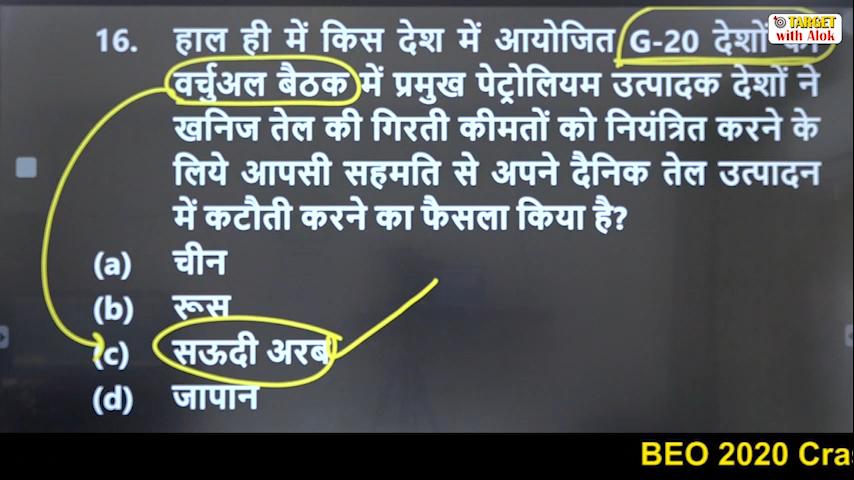 TARGET
with Alok
16. हाल ही में किस देश में आयोजित G-20 देशों की
वर्चुअल बैठक में प्रमुख पेट्रोलियम उत्पादक देशों ने
खनिज तेल की गिरती कीमतों को नियंत्रित करने के
लिये आपसी सहमति से अपने दैनिक तेल उत्पादन
में कटौती करने का फैसला किया है?
(a) चीन
(b) रूस
(c) सऊदी अरब
(d) जापान
BEO 2020 Cra